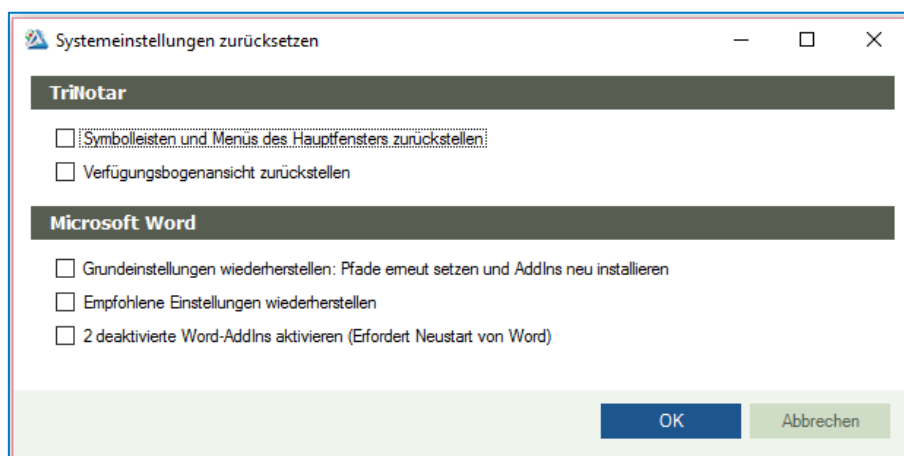 Systemeinstellungen zurücksetzen
TriNotar
Symbolleisten und Menüs des Hauptfensters zurückstellen
Verfügungsbogenansicht zurückstellen
Microsoft Word
Grundeinstellungen wiederherstellen: Pfade erneut setzen und AddIns neu installieren
Empfohlene Einstellungen wiederherstellen
2 deaktivierte Word-AddIns aktivieren (Erfordert Neustart von Word)
OK
Abbrechen